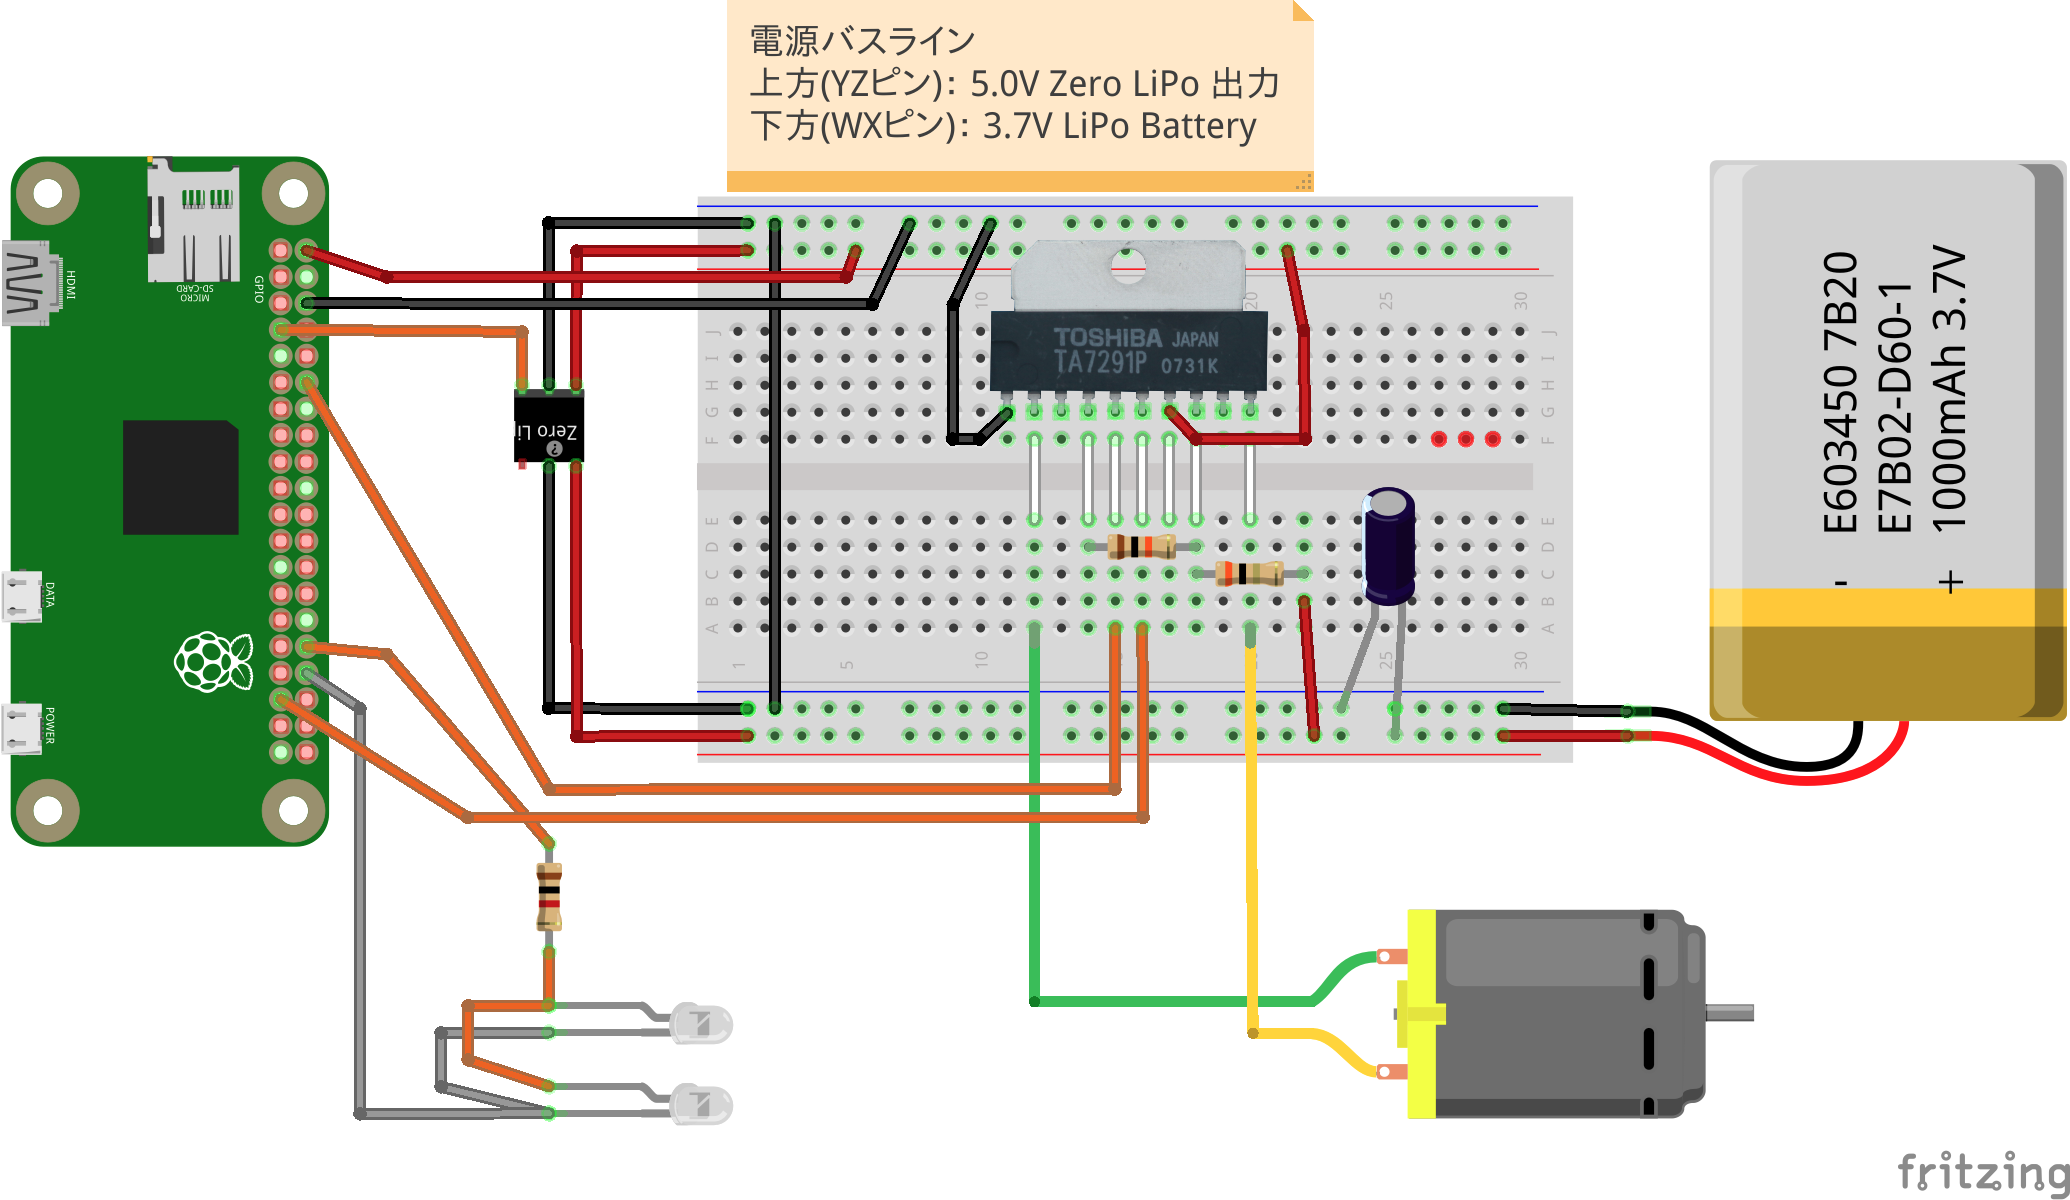 電源バスライン
上方(YZピン): 5.0V Zero LiPo 出力
下方(WXピン): 3.7V LiPo Battery
MICRO
SD-CARD
HDMI
GPIO
DATA
POWER
Zero Li
TOSHIBA JAPAN
TA7291P 0731K
10
20
25
30
J
I
H
G
F
E
D
C
B
A
J
I
H
G
F
E
D
C
B
A
1
5
10
25
30
E603450 7B20
E7B02-D60-1
1000mAh 3.7V
-
+
fritzing